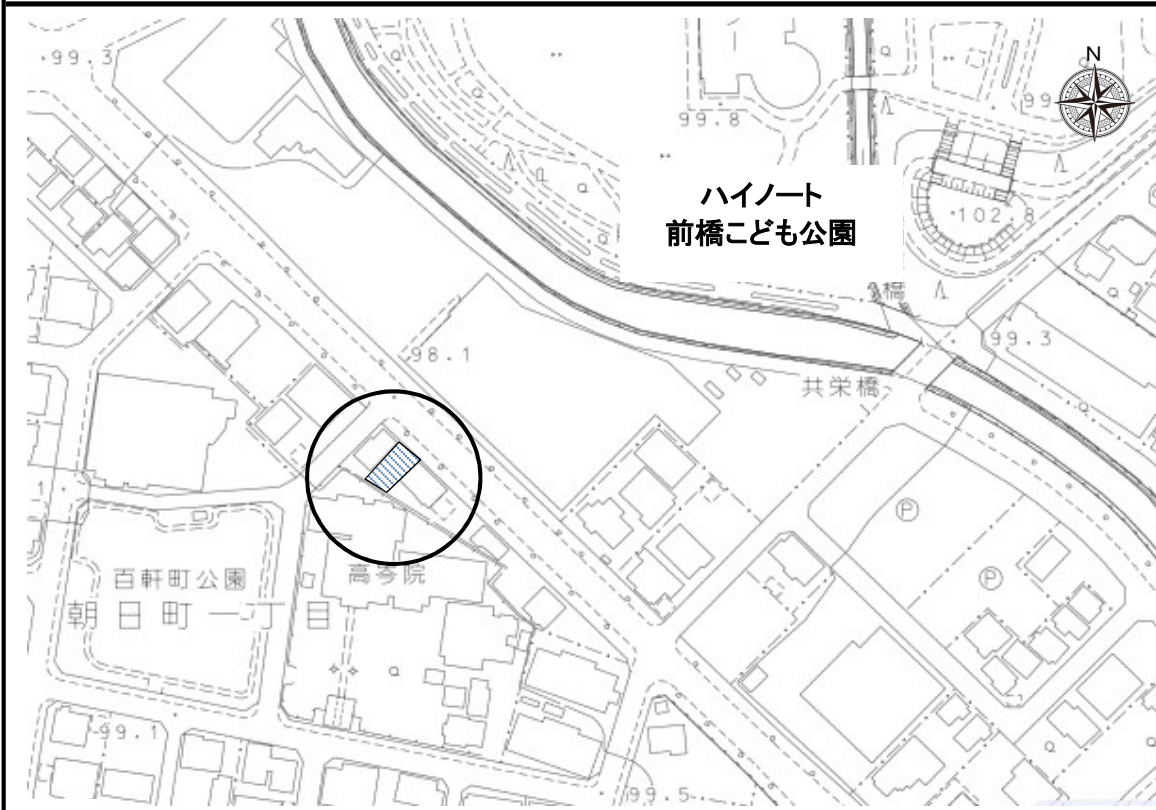 99.3
N
99.8
99
ハイノート
前橋こども公園
102.8
橋
98.1
99.3
共栄橋
1
P
百軒町公園
高
院
P
朝日町一丁目
99.1
99.5